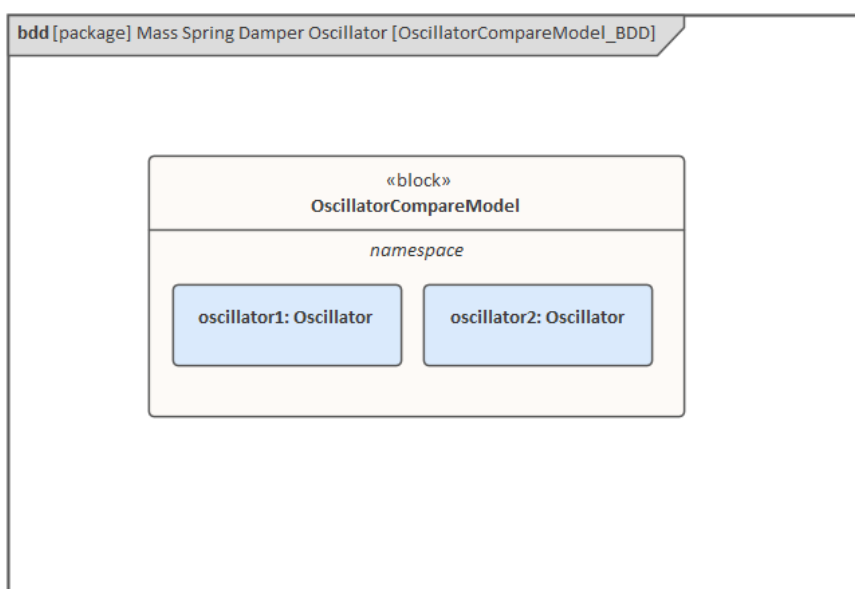 bdd [package] Mass Spring Damper Oscillator [OscillatorCompareModel_BDD]
«block»
OscillatorCompareModel
namespace
oscillator1: Oscillator
oscillator2: Oscillator